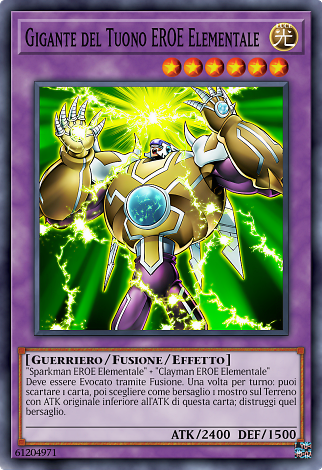 Gigante del Tuono EROE Elementale
光
[Guerriero/Fusione/Effetto]
"Sparkman EROE Elementale" + "Clayman EROE Elementale"
Deve essere Evocato tramite Fusione. Una volta per turno: puoi
scartare 1 carta, poi scegliere come bersaglio 1 mostro sul Terreno
con ATK originale inferiore all'ATK di questa carta; distruggi quel
bersaglio.
ATK/2400 DEF/1500
61204971